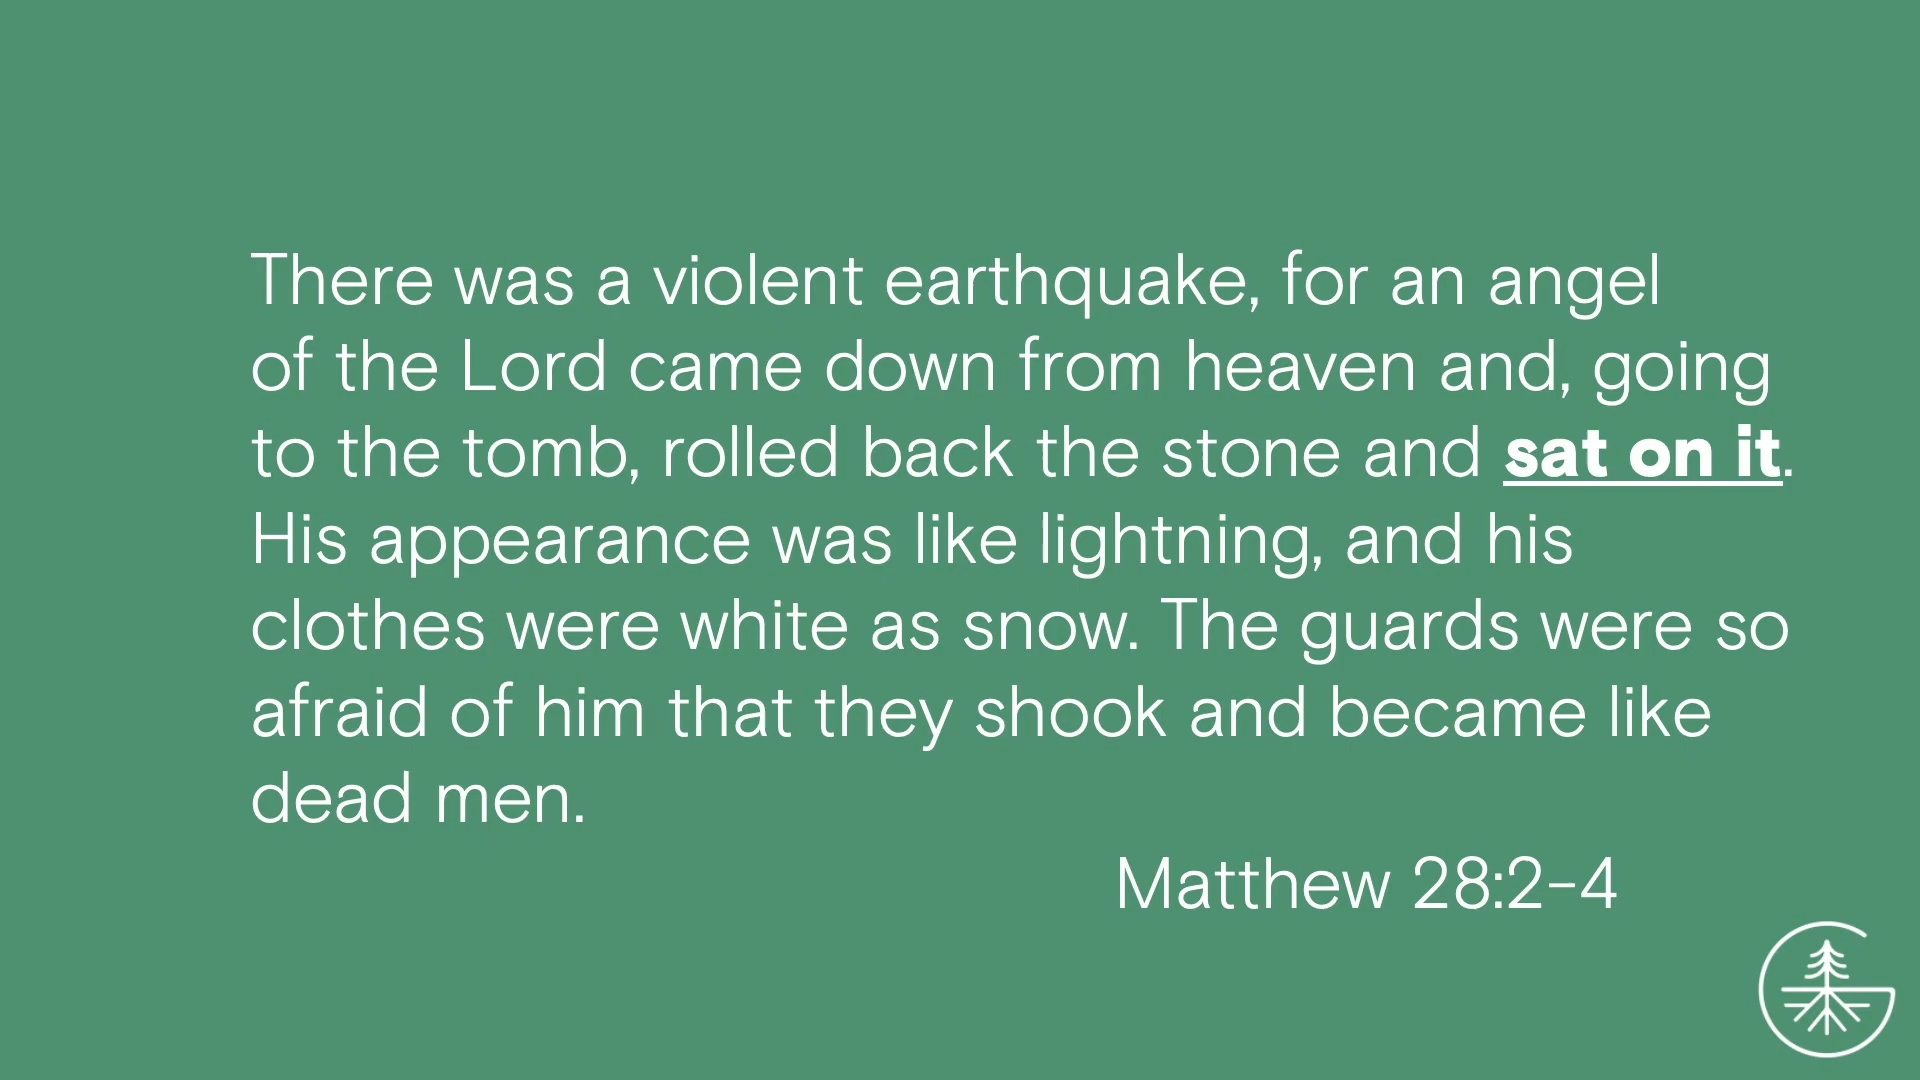 There was a violent earthquake, for an angel
of the Lord came down from heaven and, going
to the tomb, rolled back the stone and sat on it.
His appearance was like lightning, and his
clothes were white as snow. The guards were so
afraid of him that they shook and became like
dead men.
Matthew 28:2-4